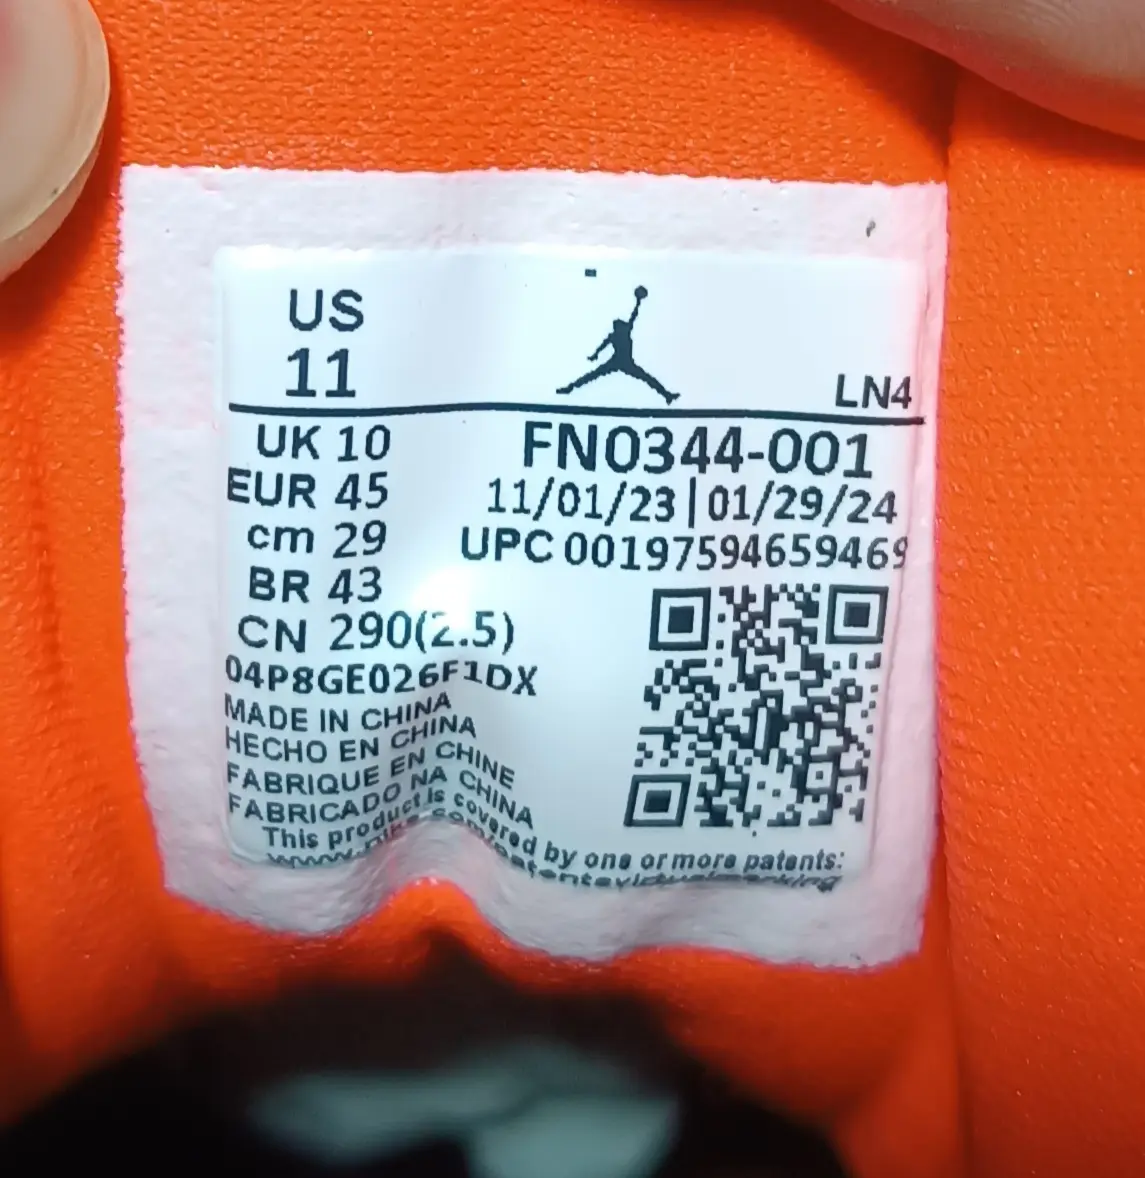 US
11
LN4
UK 10
EUR 45
cm 29
BR 43
CN 290(2.5)
FN0344-001
11/01/23|01/29/24
UPC 00197594659469
04P8GE026F1DX
MADE IN CHINA
HECHO EN CHINA
FABRIQUE EN CHINE
FABRICADO NA CHINA
This product is covered by one or more patents: